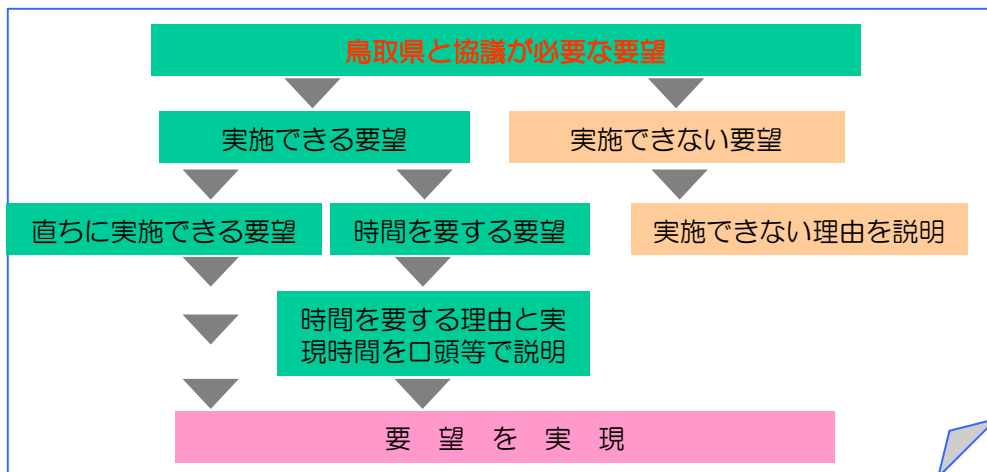 鳥取県と協議が必要な要望
実施できる要望
実施できない要望
直ちに実施できる要望
時間を要する要望
実施できない理由を説明
時間を要する理由と実
現時間を口頭等で説明
要 望 を 実 現